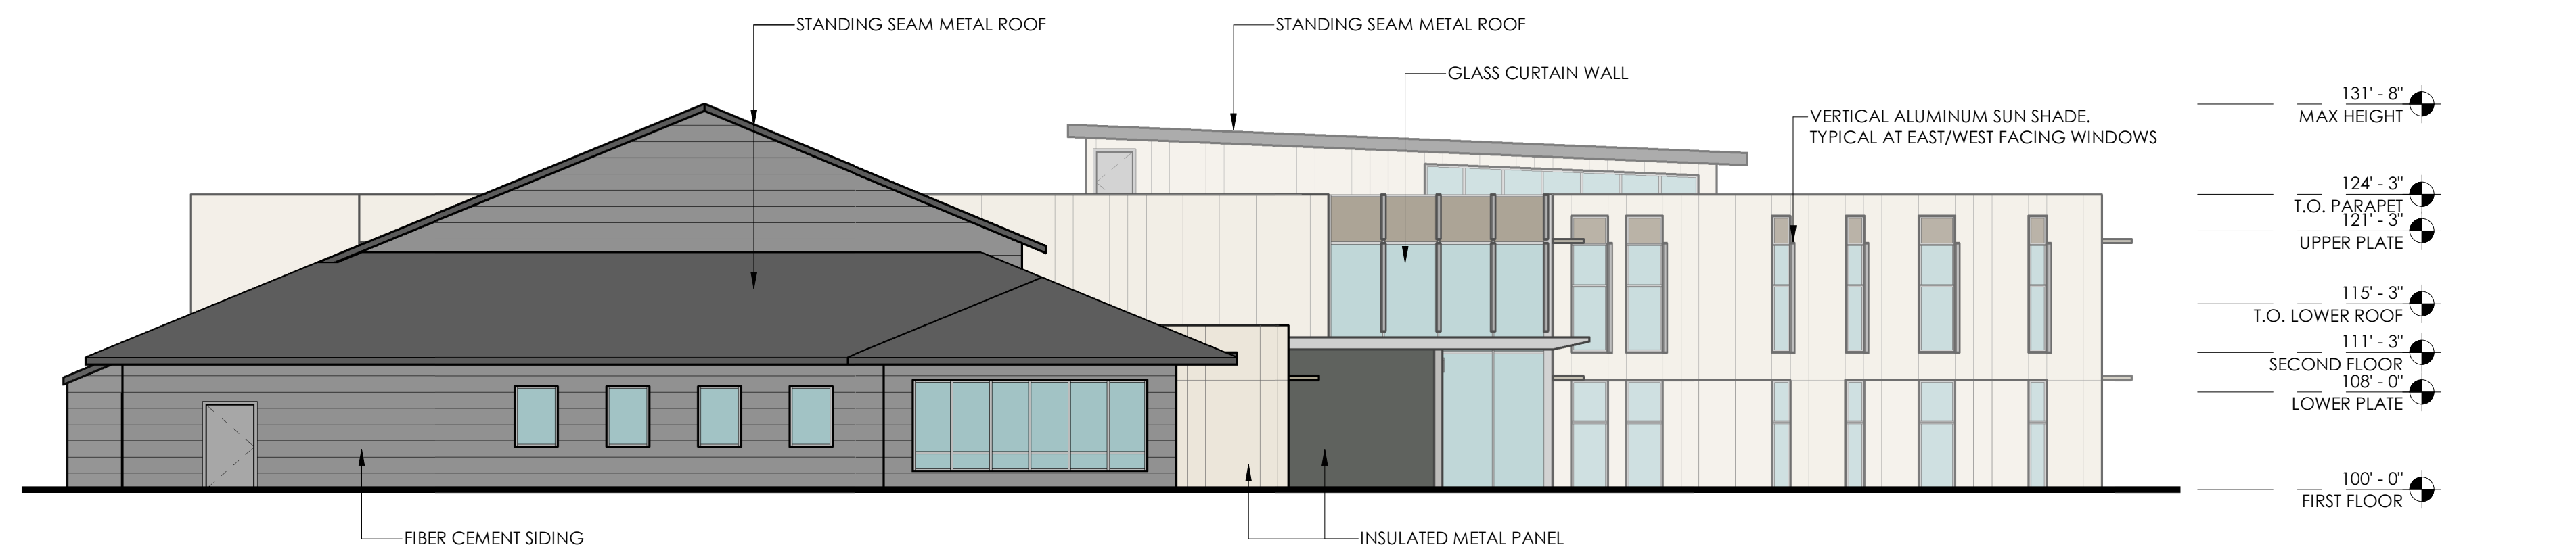 STANDING SEAM METAL ROOF
STANDING SEAM METAL ROOF
GLASS CURTAIN WALL
VERTICAL ALUMINUM SUN SHADE.
TYPICAL AT EAST/WEST FACING WINDOWS
131' - 8"
MAX HEIGHT
124' - 3"
T.O. PARAPET
121' - 3"
UPPER PLATE
115' - 3"
T.O. LOWER ROOF
111' - 3"
SECOND FLOOR
108' - 0"
LOWER PLATE
100' - 0"
FIRST FLOOR
FIBER CEMENT SIDING
INSULATED METAL PANEL